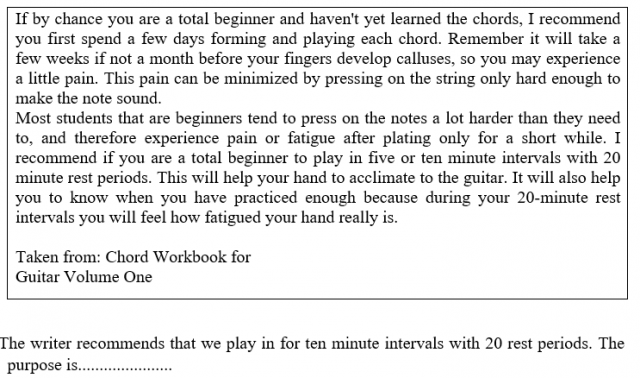 If by chance you are a total beginner and haven't yet learned the chords, I recommend
you first spend a few days forming and playing each chord. Remember it will take a
few weeks if not a month before your fingers develop calluses, so you may experience
a little pain. This pain can be minimized by pressing on the string only hard enough to
make the note sound.
Most students that are beginners tend to press on the notes a lot harder than they need
to, and therefore experience pain or fatigue after plating only for a short while. I
recommend if you are a total beginner to play in five or ten minute intervals with 20
minute rest periods. This will help your hand to acclimate to the guitar. It will also help
you to know when you have practiced enough because during your 20-minute rest
intervals you will feel how fatigued your hand really is.
Taken from: Chord Workbook for
Guitar Volume One
The writer recommends that we play in for ten minute intervals with 20 rest periods. The
purpose is......................